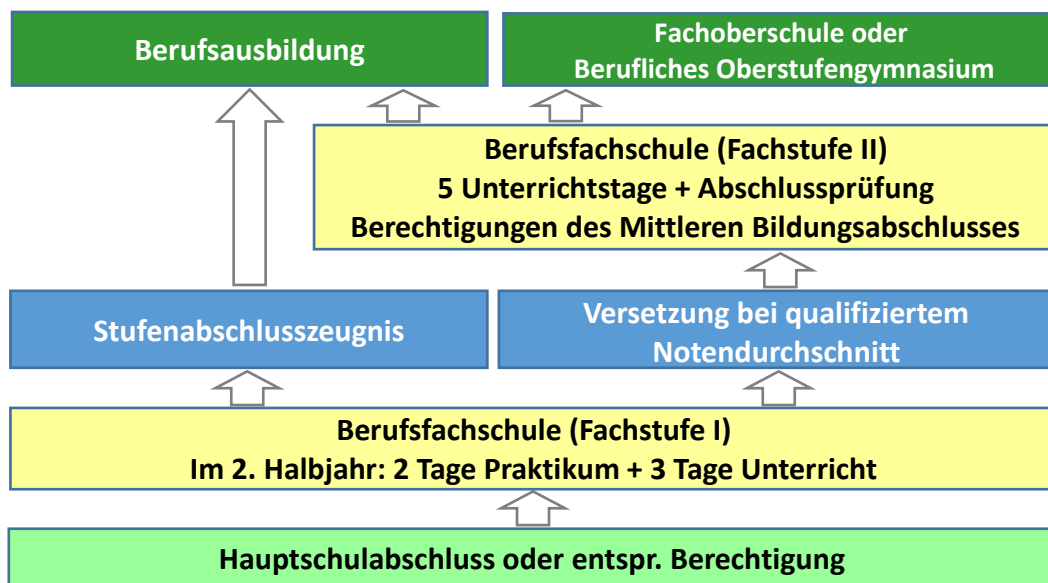 Berufsausbildung
Fachoberschule oder
Berufliches Oberstufengymnasium
Berufsfachschule (Fachstufe II)
5 Unterrichtstage + Abschlussprüfung
Berechtigungen des Mittleren Bildungsabschlusses
Stufenabschlusszeugnis
Versetzung bei qualifiziertem
Notendurchschnitt
Berufsfachschule (Fachstufe I)
Im 2. Halbjahr: 2 Tage Praktikum + 3 Tage Unterricht
Hauptschulabschluss oder entspr. Berechtigung